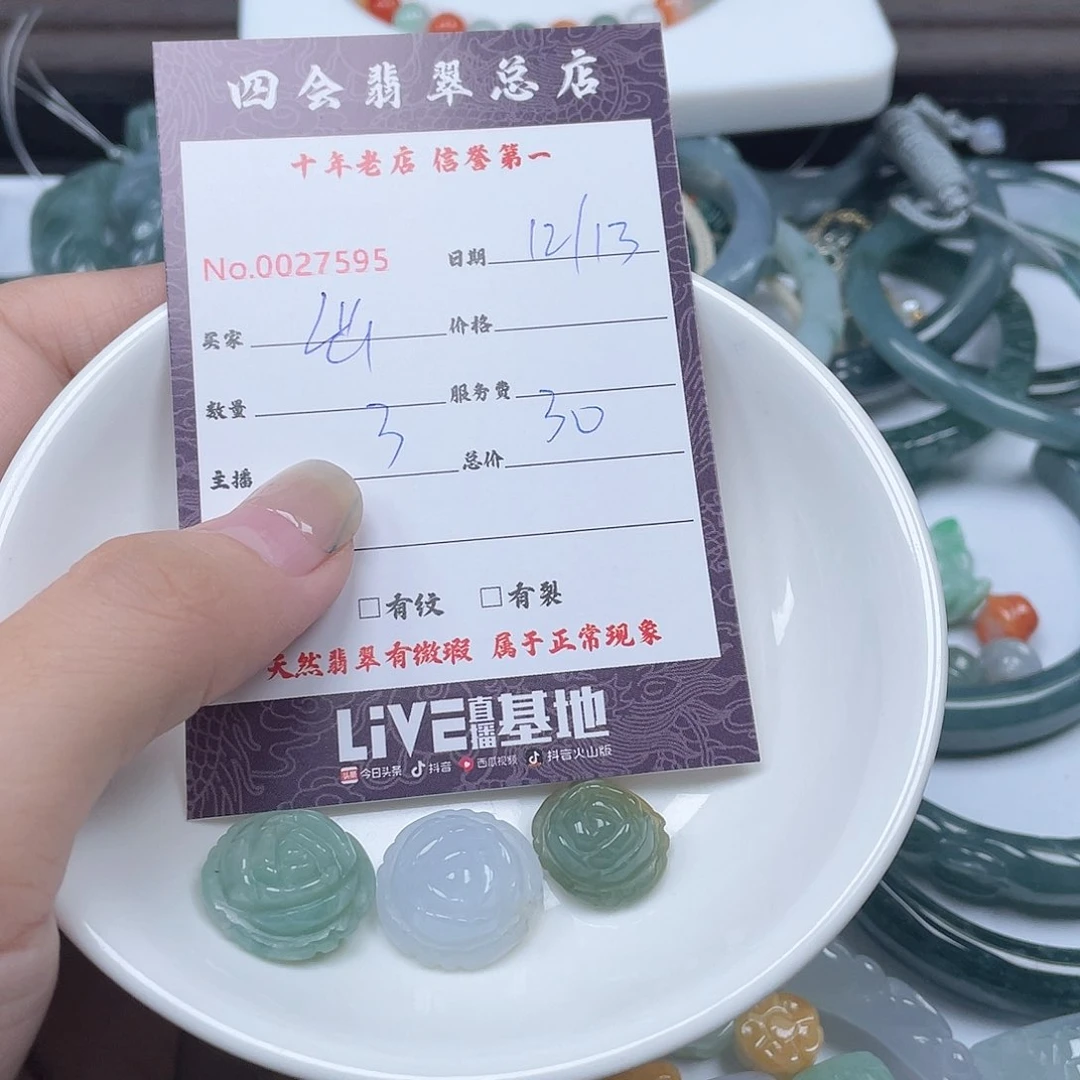 四会翡翠总店
十年老店 信誉第一
No.0027595 日期 12/13
买家 价格
数量 3 服务费 30
主播 总价
□有纹 □有裂
天然翡翠有微瑕 属于正常现象
LiVE直播基地
头条 今日头条 抖音 西瓜视频 抖音火山版